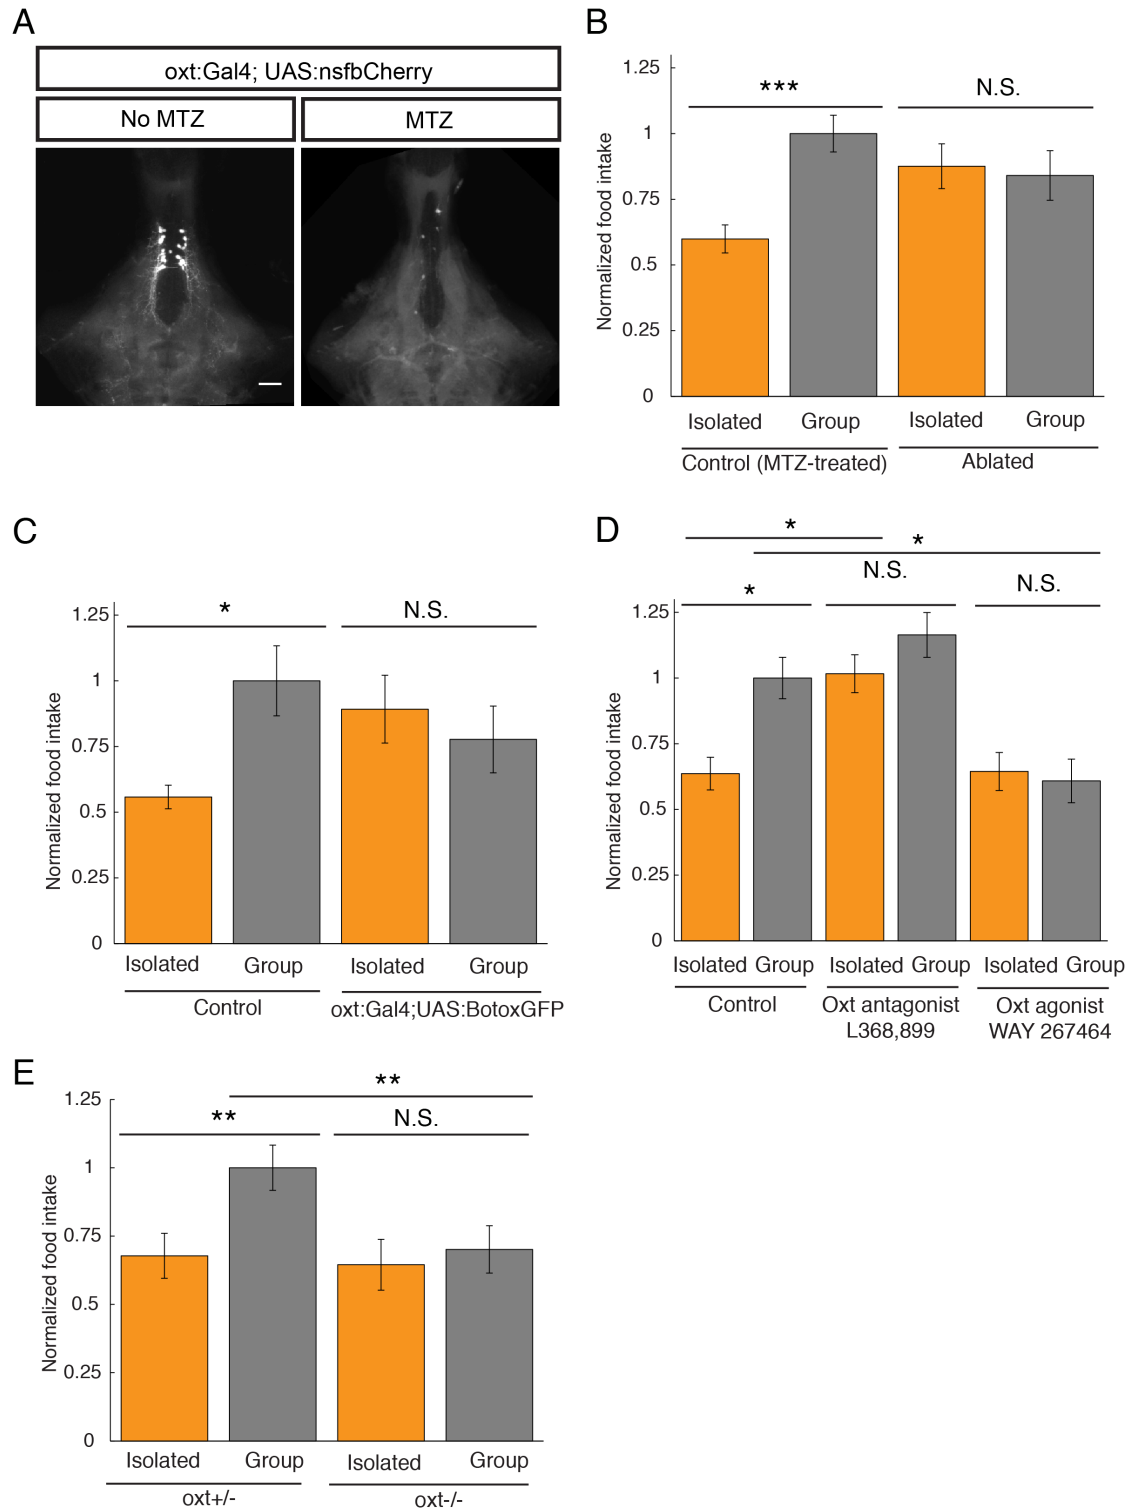 A
oxt:Gal4; UAS:nsfbCherry
No MTZ
MTZ
B
Normalized food intake
1.25
1
0.75
0.5
0.25
0
***
N.S.
Isolated
Group
Isolated
Group
Control (MTZ-treated)
Ablated
C
Normalized food intake
1.25
1
0.75
0.5
0.25
0
*
N.S.
Isolated
Group
Isolated
Group
Control
oxt:Gal4;UAS:BotoxGFP
D
Normalized food intake
1.25
1
0.75
0.5
0.25
0
*
*
*
N.S.
N.S.
Isolated Group
Isolated Group
Isolated Group
Control
Oxt antagonist
L368,899
Oxt agonist
WAY 267464
E
Normalized food intake
1.25
1
0.75
0.5
0.25
0
**
**
N.S.
Isolated
Group
Isolated
Group
oxt+/-
oxt-/-